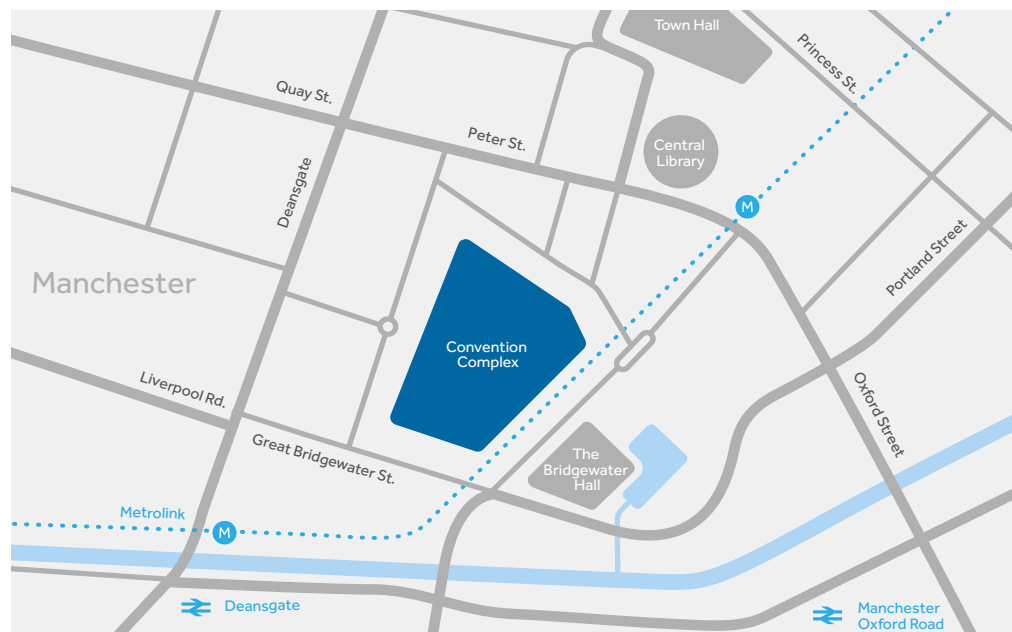 Town Hall
Princess St.
Quay St.
Peter St.
Central
Library
Deansgate
M
Portland Street
Manchester
Convention
Complex
Liverpool Rd.
Oxford Street
Great Bridgewater St.
The
Bridgewater
Hall
Metrolink
M
Deansgate
Manchester
Oxford Road